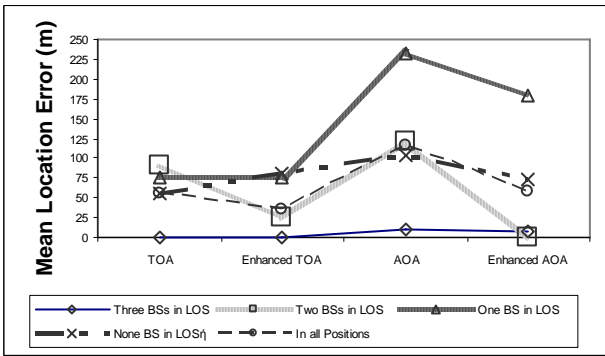 Mean Location Error (m)
250
225
200
175
150
125
100
75
50
25
0
TOA Enhanced TOA AOA Enhanced AOA
Three BSs in LOS Two BSs in LOS One BS in LOS
None BS in LOSή In all Positions